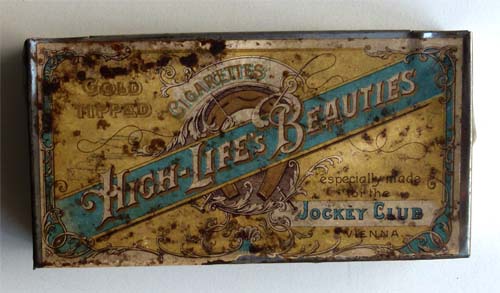 GOLD
TIPPED
CIGARETTES
HIGH-LIFE'S BEAUTIES
especially made
for the
JOCKEY CLUB
VIENNA